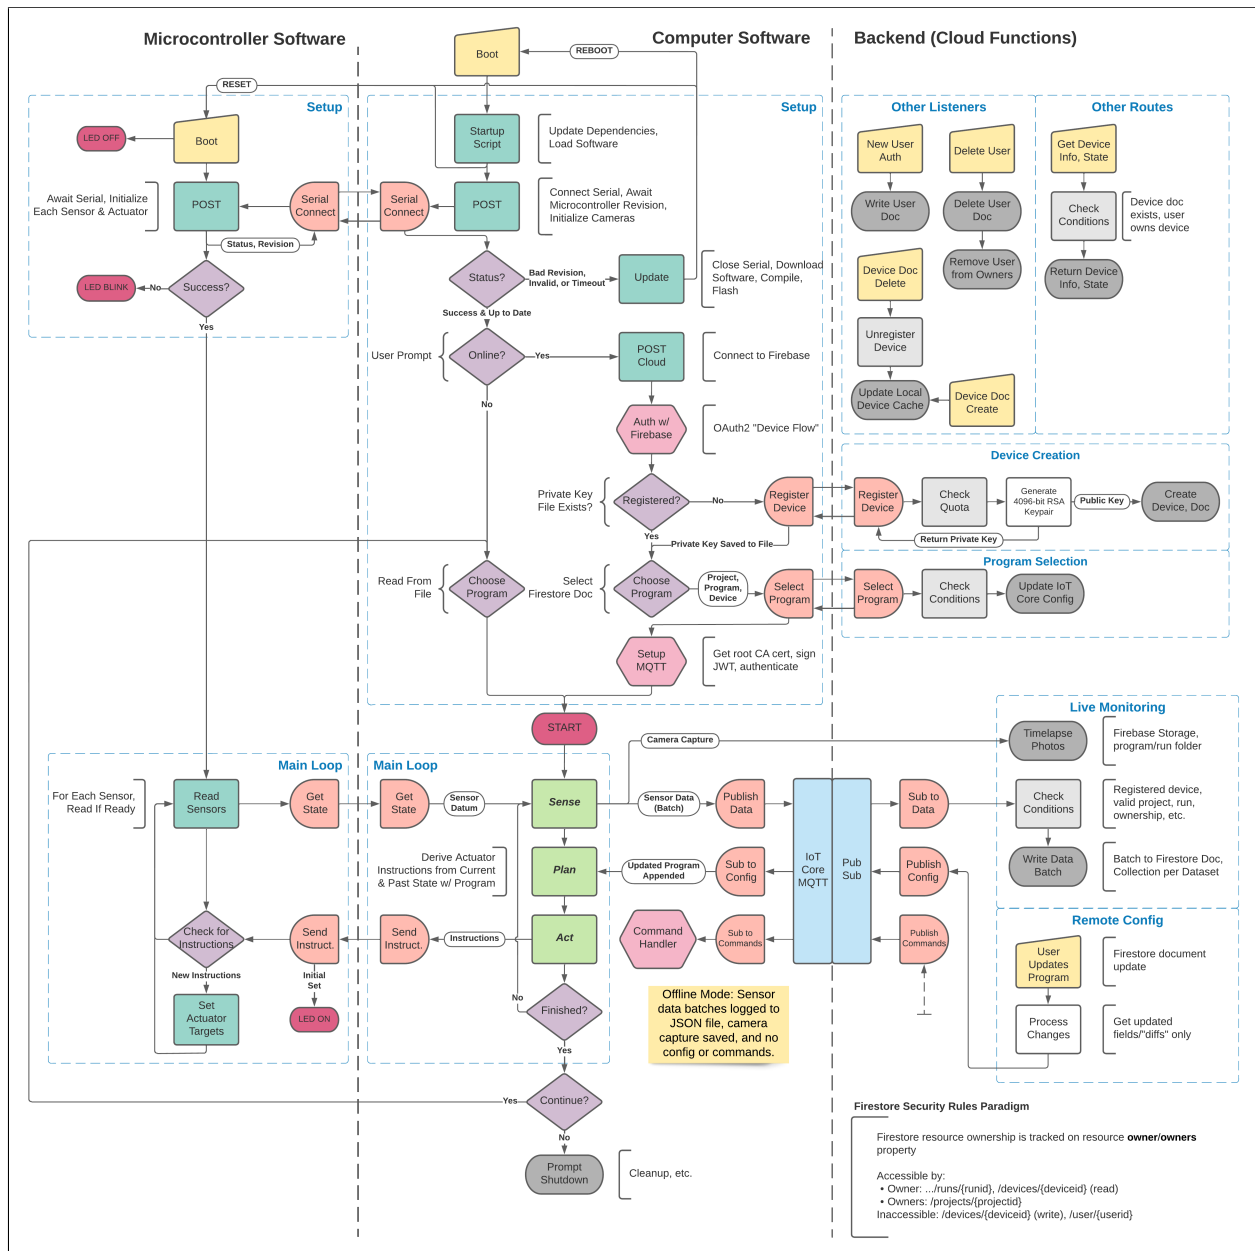 Microcontroller Software
Computer Software
Backend (Cloud Functions)
Boot
REBOOT
RESET
Setup
LED OFF
Boot
Await Serial, Initialize
Each Sensor & Actuator
POST
Serial
Connect
Status, Revision
LED BLINK
No
Success?
Yes
Setup
Startup
Script
Update Dependencies,
Load Software
Serial
Connect
POST
Connect Serial, Await
Microcontroller Revision,
Initialize Cameras
Status?
Bad Revision,
Invalid, or Timeout
Update
Close Serial, Download
Software, Compile,
Flash
Success & Up to Date
User Prompt
Online?
Yes
POST
Cloud
Connect to Firebase
No
Auth w/
Firebase
OAuth2 "Device Flow"
Private Key
File Exists?
Registered?
No
Register
Device
Yes
Private Key Saved to File
Read From
File
Choose
Program
Select
Firestore Doc
Choose
Program
Project,
Program,
Device
Select
Program
Setup
MQTT
Get root CA cert, sign
JWT, authenticate
START
Other Listeners
New User
Auth
Delete User
Write User
Doc
Delete User
Doc
Remove User
from Owners
Device Doc
Delete
Unregister
Device
Update Local
Device Cache
Device Doc
Create
Other Routes
Get Device
Info, State
Check
Conditions
Device doc
exists, user
owns device
Return Device
Info, State
Device Creation
Register
Device
Check
Quota
Generate
4096-bit RSA
Keypair
Public Key
Create
Device, Doc
Return Private Key
Program Selection
Select
Program
Check
Conditions
Update IoT
Core Config
Main Loop
For Each Sensor,
Read If Ready
Read
Sensors
Get
State
Check for
Instructions
Send
Instruct.
New Instructions
Initial
Set
Set
Actuator
Targets
LED ON
Main Loop
Get
State
Sensor
Datum
Sense
Derive Actuator
Instructions from Current
& Past State w/ Program
Plan
Send
Instruct.
Instructions
Act
No
Finished?
Yes
Yes
Continue?
No
Prompt
Shutdown
Cleanup, etc.
Camera Capture
Sensor Data
(Batch)
Publish
Data
Updated Program
Appended
Sub to
Config
Command
Handler
Sub to
Commands
IoT
Core
MQTT
Pub
Sub
Sub to
Data
Publish
Config
Publish
Commands
Offline Mode: Sensor
data batches logged to
JSON file, camera
capture saved, and no
config or commands.
Live Monitoring
Timelapse
Photos
Firebase Storage,
program/run folder
Check
Conditions
Registered device,
valid project, run,
ownership, etc.
Write Data
Batch
Batch to Firestore Doc,
Collection per Dataset
Remote Config
User
Updates
Program
Firestore document
update
Process
Changes
Get updated
fields/"diffs" only
Firestore Security Rules Paradigm
Firestore resource ownership is tracked on resource owner/owners
property
Accessible by:
• Owner: .../runs/{runid}, /devices/{deviceid} (read)
• Owners: /projects/{projectid}
Inaccessible: /devices/{deviceid} (write), /user/{userid}